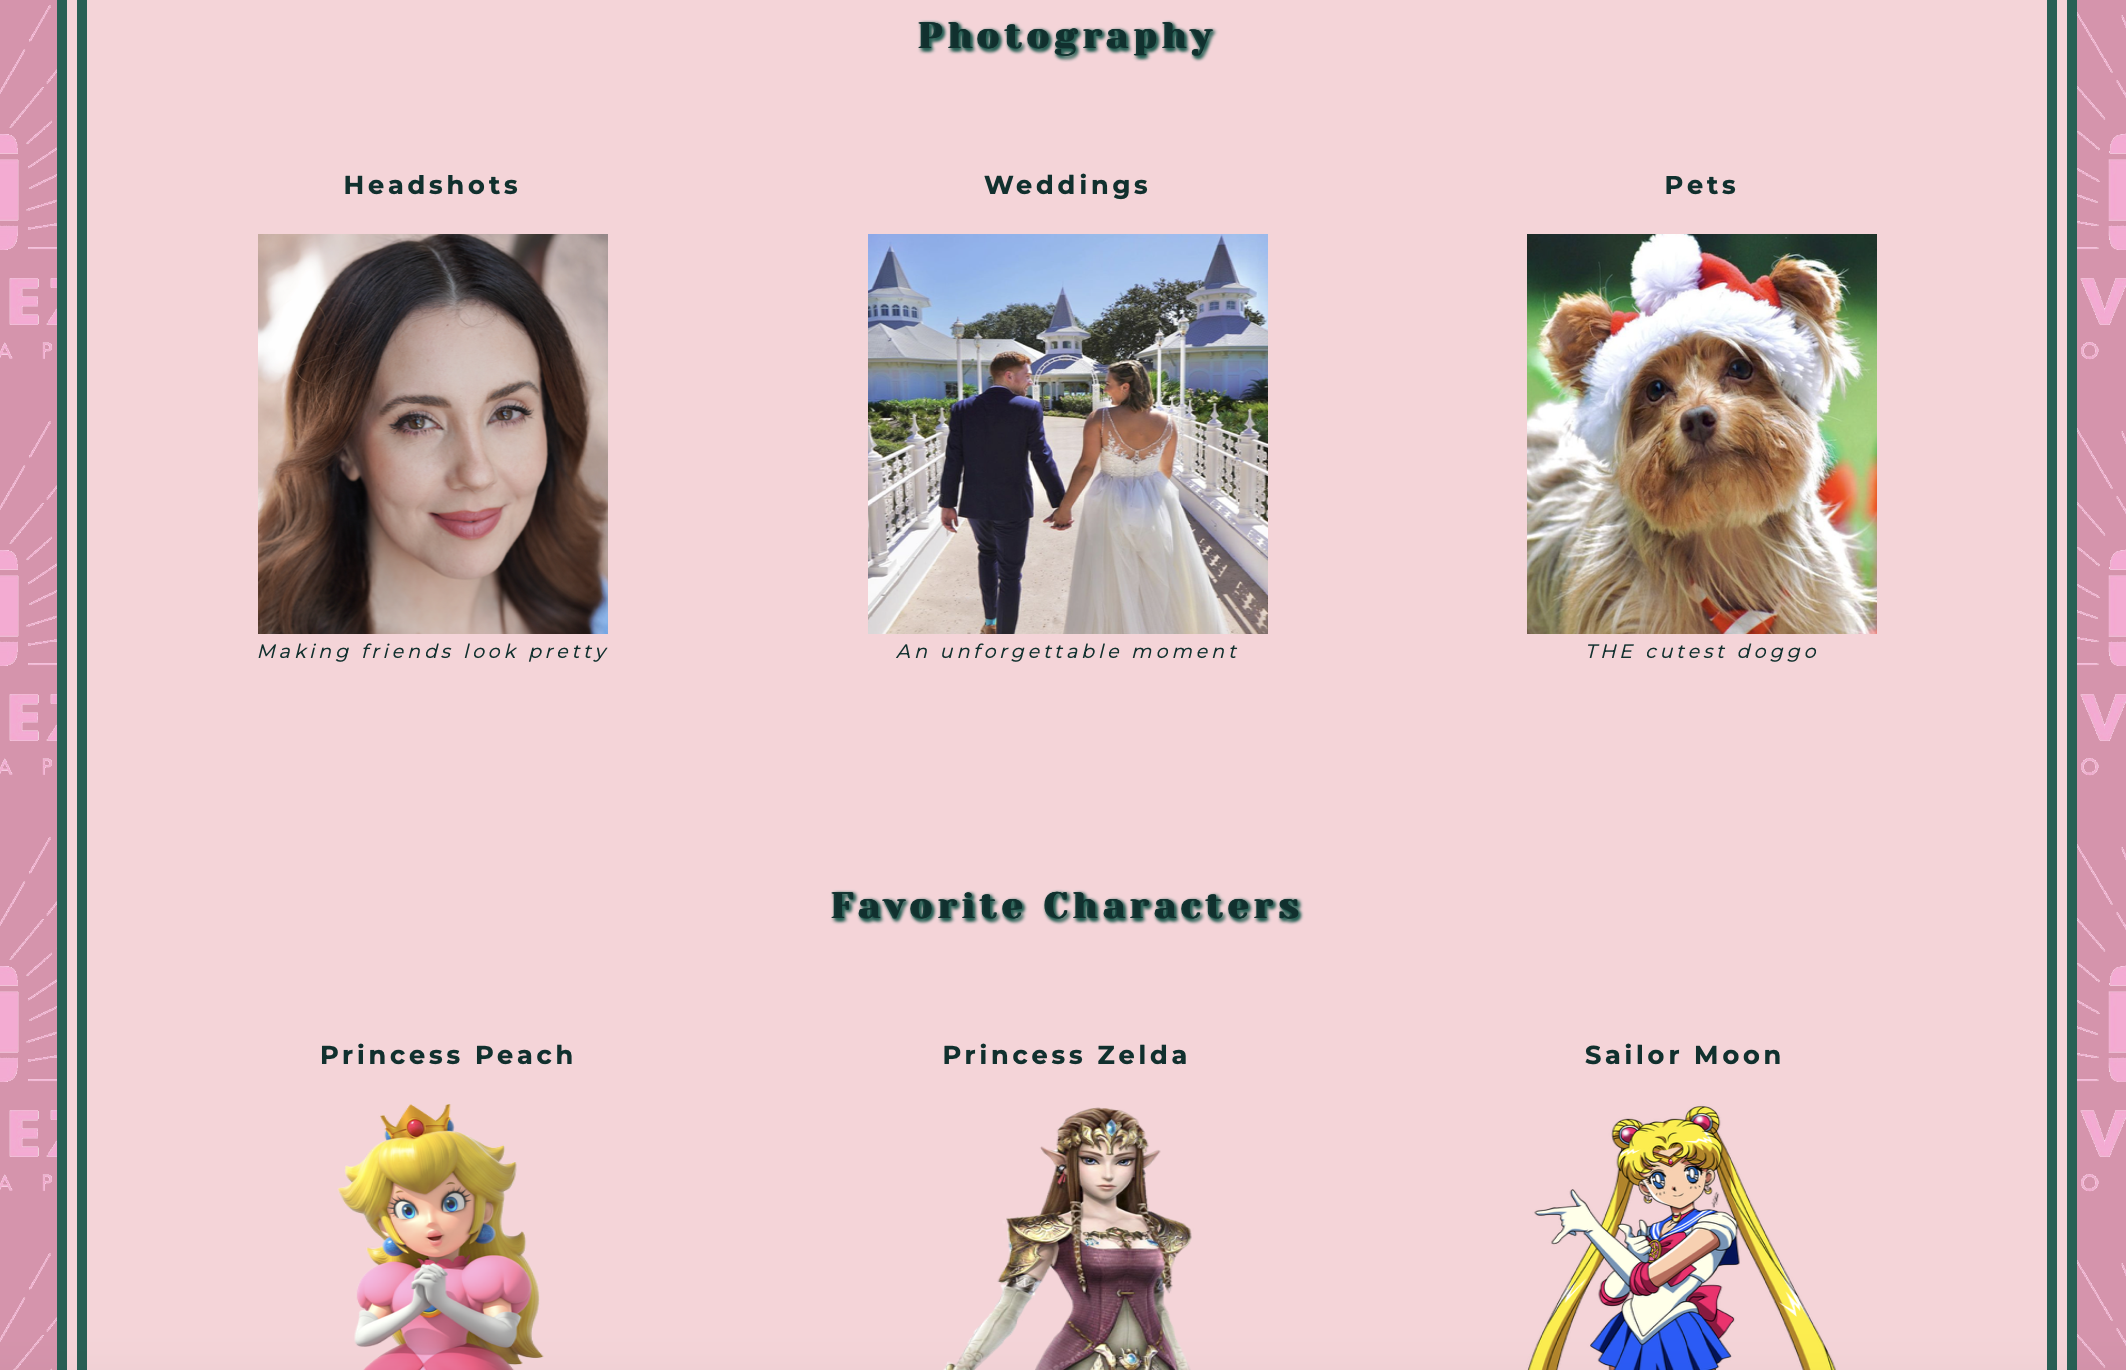 Photography
Headshots
Weddings
Pets
Making friends look pretty
An unforgettable moment
THE cutest doggo
Favorite Characters
Princess Peach
Princess Zelda
Sailor Moon